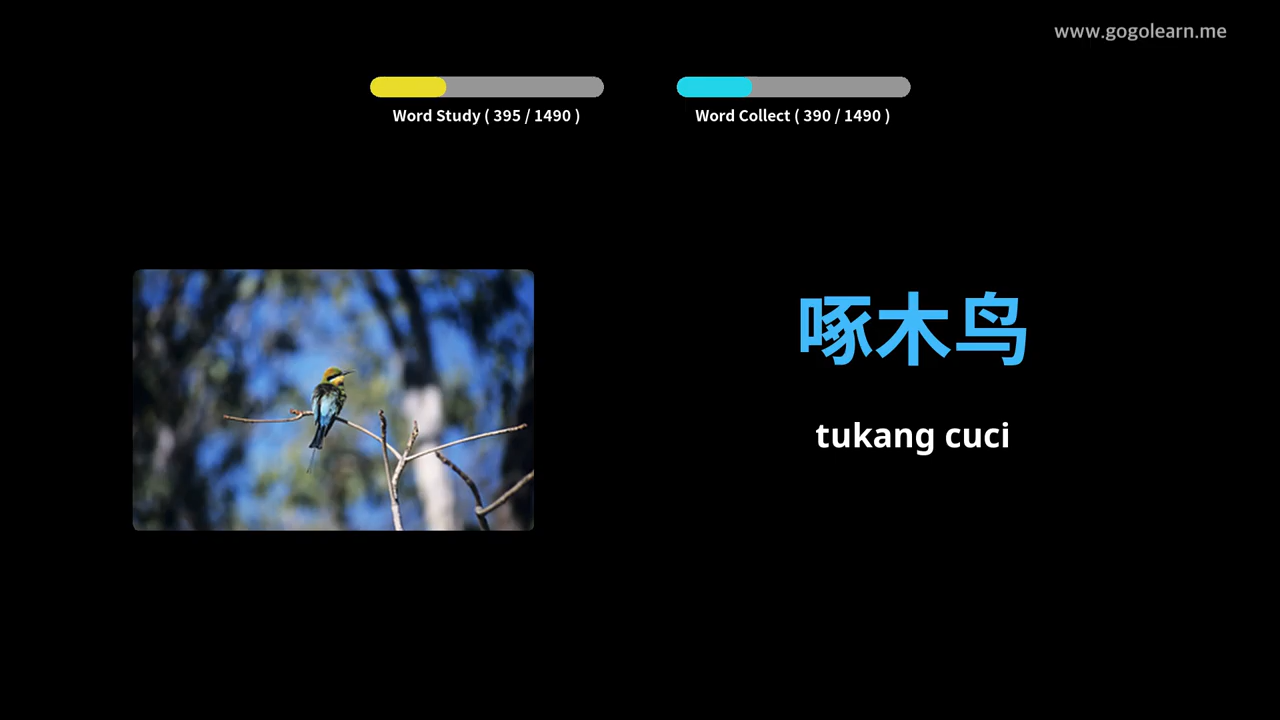 www.gogolearn.me
Word Study ( 395 / 1490 )
Word Collect ( 390 / 1490 )
啄木鸟
tukang cuci